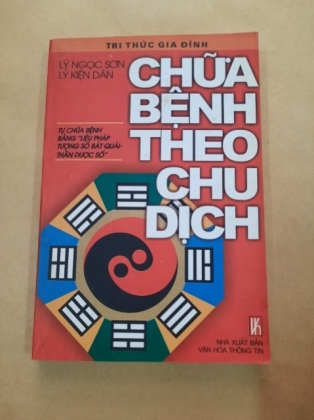 TRI THỨC GIA ĐÌNH
LÝ NGỌC SƠN
LÝ KIỆN DÂN
CHỮA
BỆNH
THEO
CHU
DỊCH
TỰ CHỮA BỆNH
BẰNG "LIỆU PHÁP
TƯỢNG SỐ BÁT QUÁI-
THẦN DƯỢC SỐ"
NHÀ XUẤT BẢN
VĂN HÓA THÔNG TIN